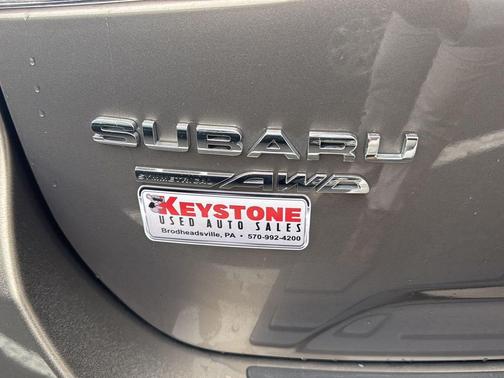 SUBARU
SYMMETRICAL AWD
KEYSTONE
USED AUTO SALES
Brodheadsville, PA • 570-992-4200